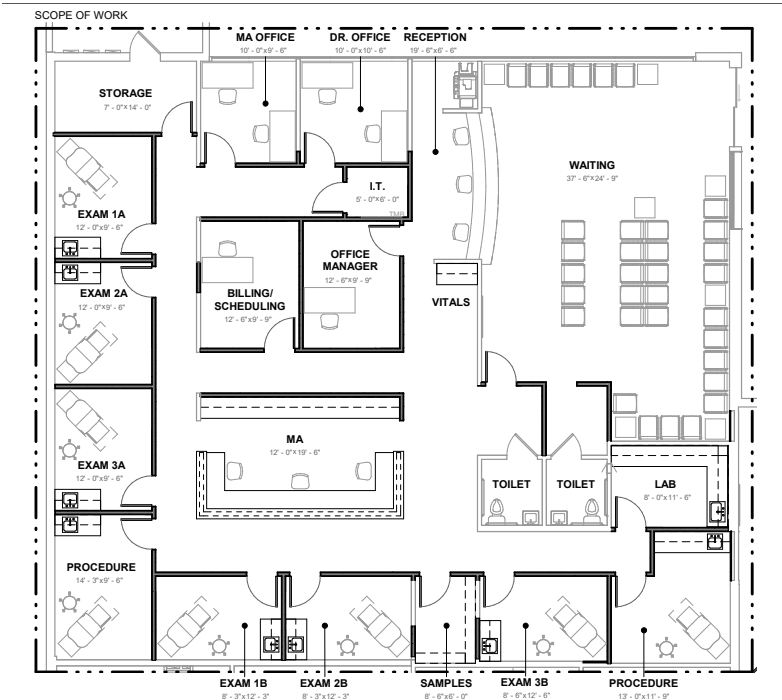 SCOPE OF WORK
MA OFFICE
10' - 0"x9' - 6"
DR. OFFICE
10' - 0"x10' - 6"
RECEPTION
19' - 6"x6' - 6"
STORAGE
7' - 0"x14' - 0"
WAITING
37' - 6"x24' - 9"
I.T.
5' - 0"x6' - 0"
TMB
EXAM 1A
12' - 0"x9' - 6"
OFFICE
MANAGER
12' - 6"x9' - 9"
EXAM 2A
12' - 0"x9' - 6"
BILLING/
SCHEDULING
12' - 6"x9' - 9"
VITALS
MA
12' - 0"x19' - 6"
EXAM 3A
12' - 0"x9' - 6"
TOILET
TOILET
LAB
8' - 0"x11' - 6"
PROCEDURE
14' - 3"x9' - 6"
EXAM 1B
8' - 3"x12' - 3"
EXAM 2B
8' - 3"x12' - 3"
SAMPLES
8' - 6"x6' - 0"
EXAM 3B
8' - 6"x12' - 6"
PROCEDURE
13' - 0"x11' - 9"